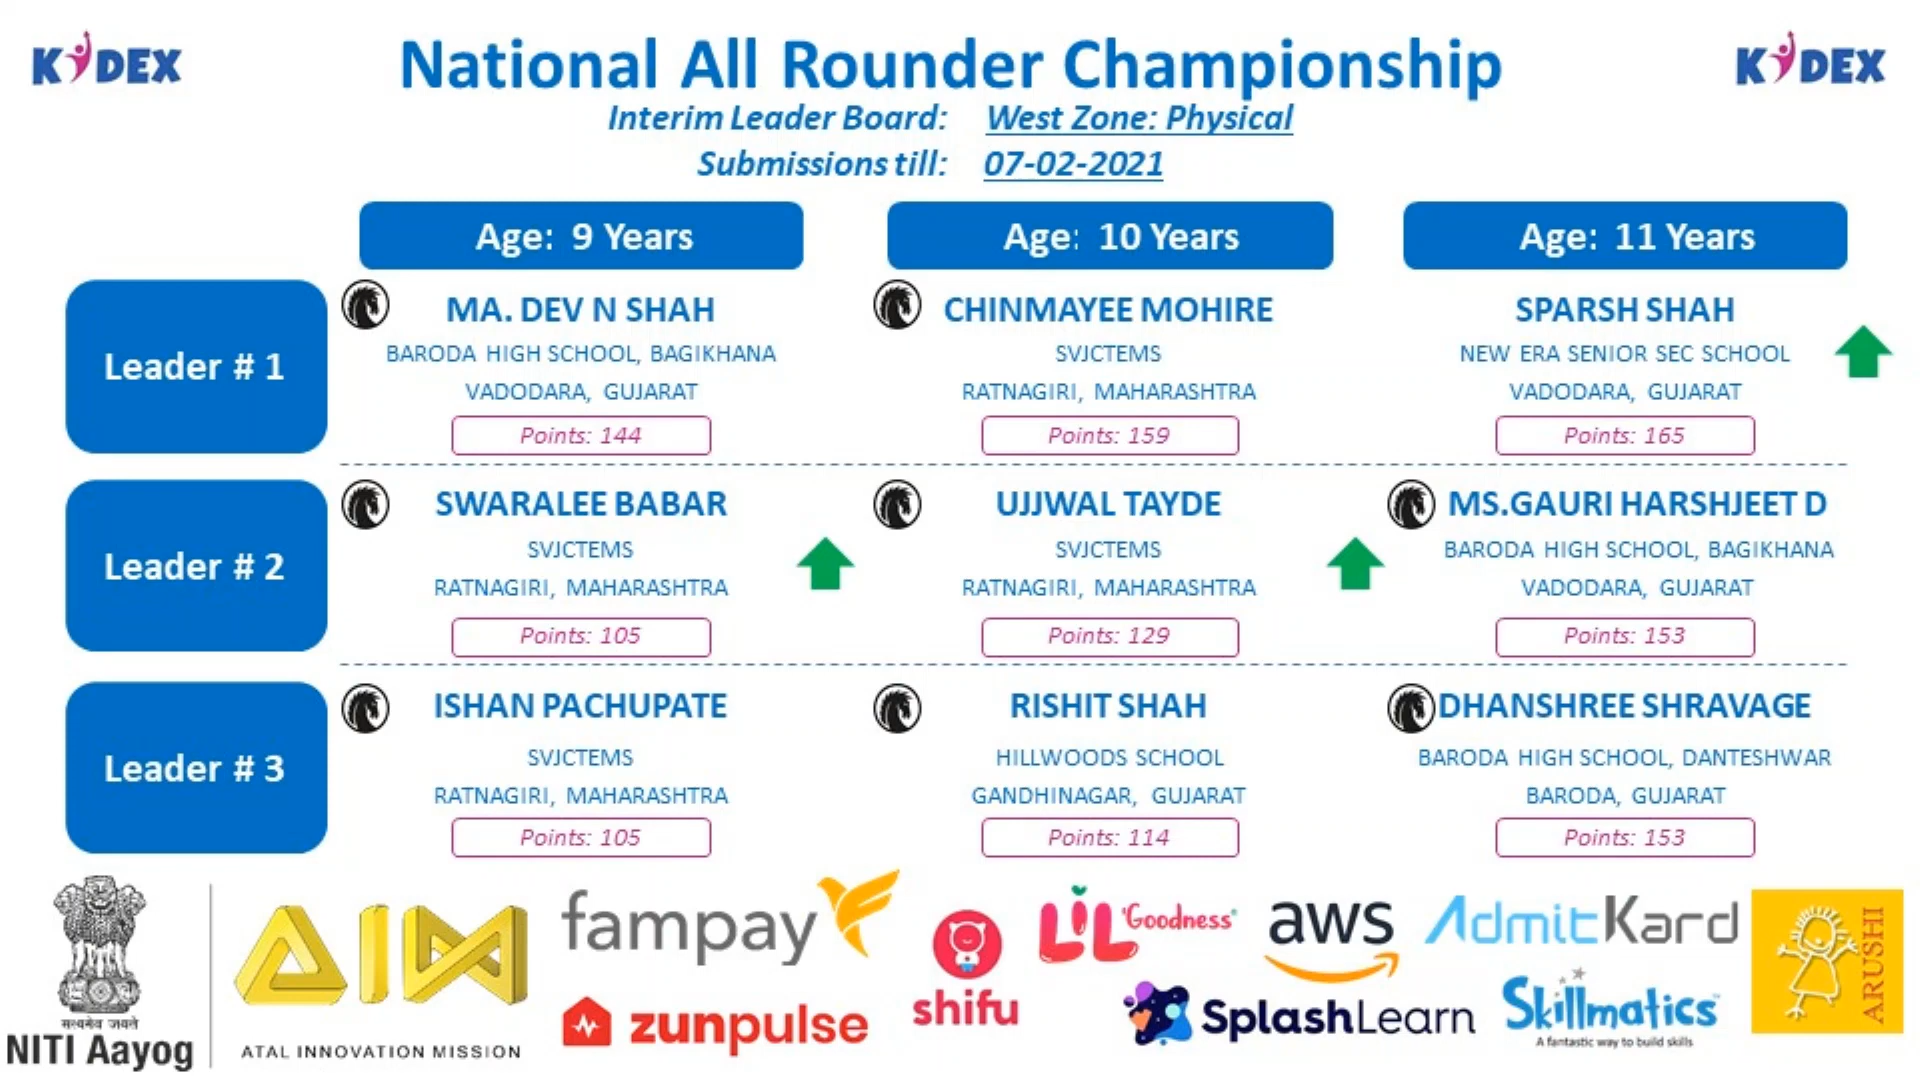 KIDEX
National All Rounder Championship
KIDEX
Interim Leader Board: West Zone: Physical
Submissions till: 07-02-2021
Age: 9 Years
Age: 10 Years
Age: 11 Years
Leader # 1
MA. DEV N SHAH
BARODA HIGH SCHOOL, BAGIKHANA
VADODARA, GUJARAT
Points: 144
CHINMAYEE MOHIRE
SVJCTEMS
RATNAGIRI, MAHARASHTRA
Points: 159
SPARSH SHAH
NEW ERA SENIOR SEC SCHOOL
VADODARA, GUJARAT
Points: 165
Leader # 2
SWARALEE BABAR
SVJCTEMS
RATNAGIRI, MAHARASHTRA
Points: 105
UJJWAL TAYDE
SVJCTEMS
RATNAGIRI, MAHARASHTRA
Points: 129
MS.GAURI HARSHJEET D
BARODA HIGH SCHOOL, BAGIKHANA
VADODARA, GUJARAT
Points: 153
Leader # 3
ISHAN PACHUPATE
SVJCTEMS
RATNAGIRI, MAHARASHTRA
Points: 105
RISHIT SHAH
HILLWOODS SCHOOL
GANDHINAGAR, GUJARAT
Points: 114
DHANSHREE SHRAVAGE
BARODA HIGH SCHOOL, DANTESHWAR
BARODA, GUJARAT
Points: 153
सत्यमेव जयते
NITI Aayog
AIM
ATAL INNOVATION MISSION
fampay
zunpulse
shifu
LiL 'Goodness'
aws
AdmitKard
SplashLearn
Skillmatics
A fantastic way to build skills
ARUSHI